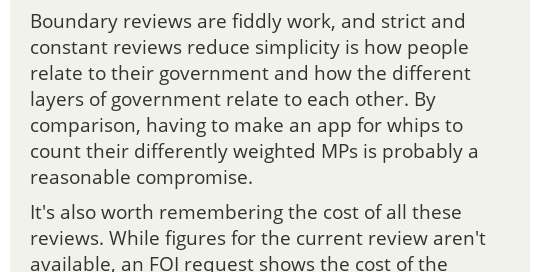 Boundary reviews are fiddly work, and strict and
constant reviews reduce simplicity is how people
relate to their government and how the different
layers of government relate to each other. By
comparison, having to make an app for whips to
count their differently weighted MPs is probably a
reasonable compromise.
It's also worth remembering the cost of all these
reviews. While figures for the current review aren't
available, an FOI request shows the cost of the